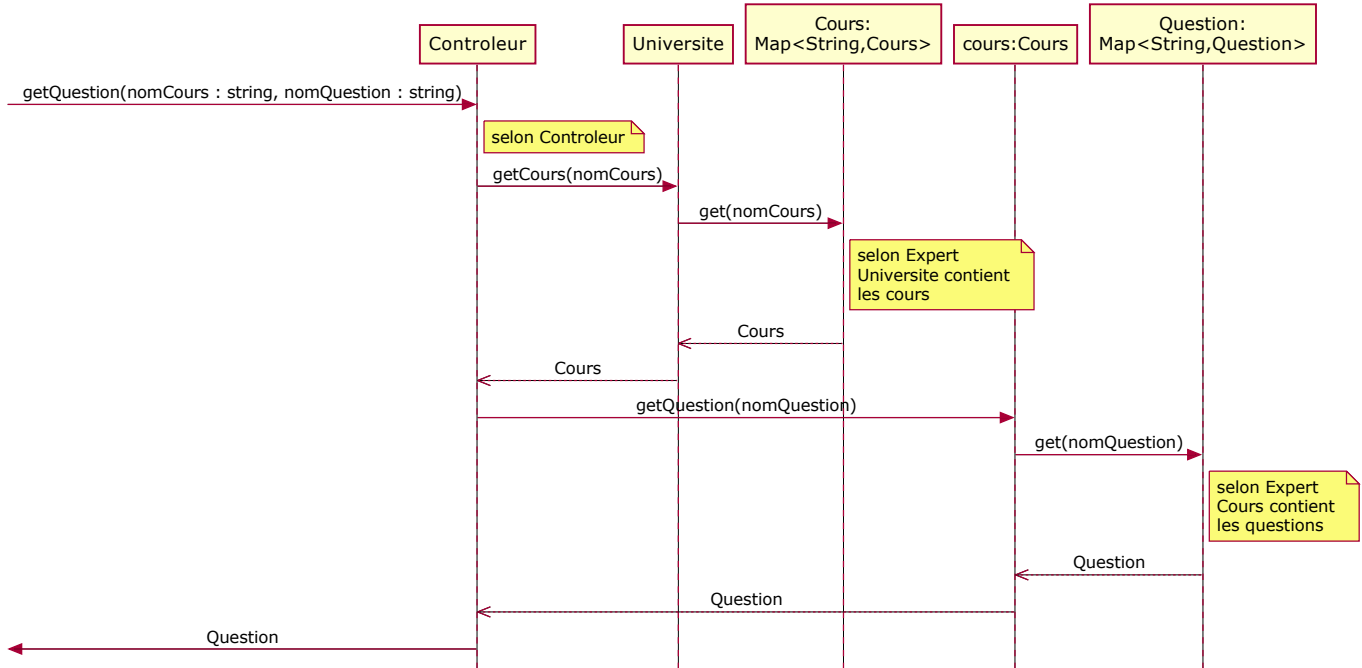 Controleur
Universite
Cours:
Map<String,Cours>
cours:Cours
Question:
Map<String,Question>
getQuestion(nomCours : string, nomQuestion : string)
selon Controleur
getCours(nomCours)
get(nomCours)
selon Expert
Universite contient
les cours
Cours
Cours
getQuestion(nomQuestion)
get(nomQuestion)
selon Expert
Cours contient
les questions
Question
Question
Question